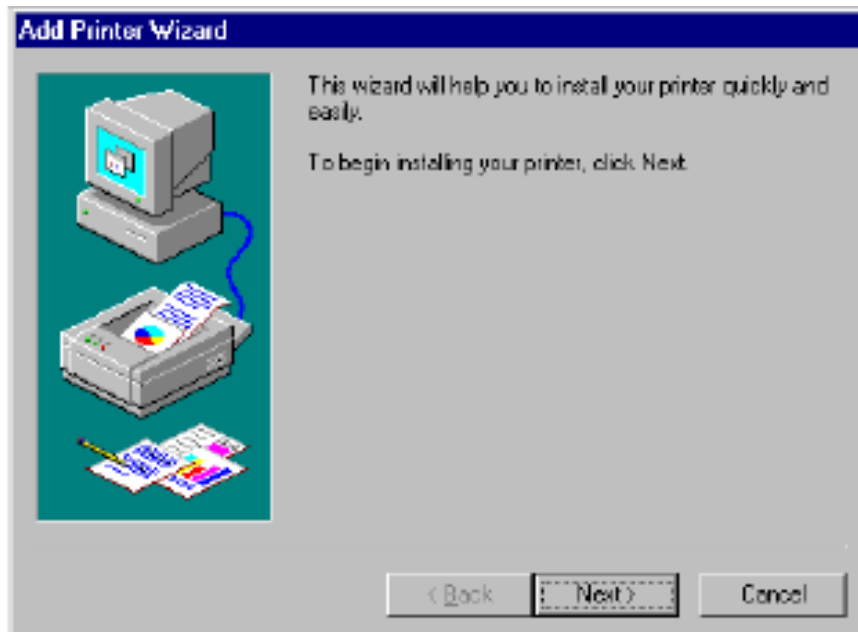 Add Printer Wizard
This wizard will help you to install your printer quickly and
easily.
To begin installing your printer, click Next.
< Back
Next >
Cancel